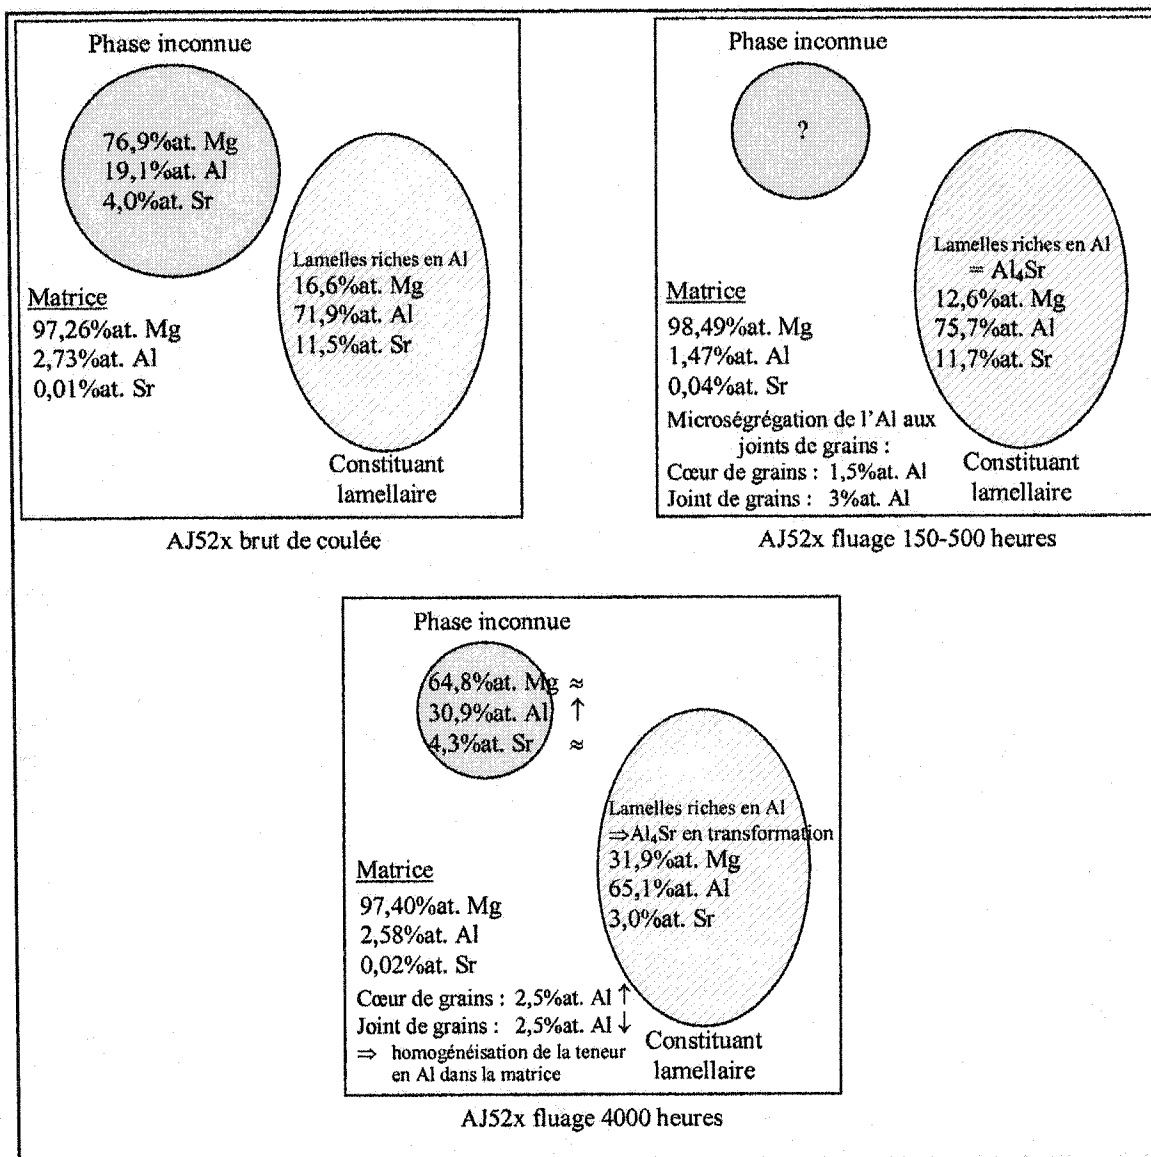 Phase inconnue
76,9%at. Mg
19,1%at. Al
4,0%at. Sr
Lamelles riches en Al
16,6%at. Mg
71,9%at. Al
11,5%at. Sr
Matrice
97,26%at. Mg
2,73%at. Al
0,01%at. Sr
Constituant
lamellaire
AJ52x brut de coulée
Phase inconnue
?
Lamelles riches en Al
= Al₄Sr
12,6%at. Mg
75,7%at. Al
11,7%at. Sr
Matrice
98,49%at. Mg
1,47%at. Al
0,04%at. Sr
Microségrégation de l'Al aux
joints de grains :
Cœur de grains : 1,5%at. Al
Joint de grains : 3%at. Al
Constituant
lamellaire
AJ52x fluage 150-500 heures
Phase inconnue
64,8%at. Mg ≈
30,9%at. Al ↑
4,3%at. Sr ≈
Lamelles riches en Al
⇒Al₄Sr en transformation
31,9%at. Mg
65,1%at. Al
3,0%at. Sr
Matrice
97,40%at. Mg
2,58%at. Al
0,02%at. Sr
Cœur de grains : 2,5%at. Al ↑
Joint de grains : 2,5%at. Al ↓
⇒ homogénéisation de la teneur
en Al dans la matrice
Constituant
lamellaire
AJ52x fluage 4000 heures